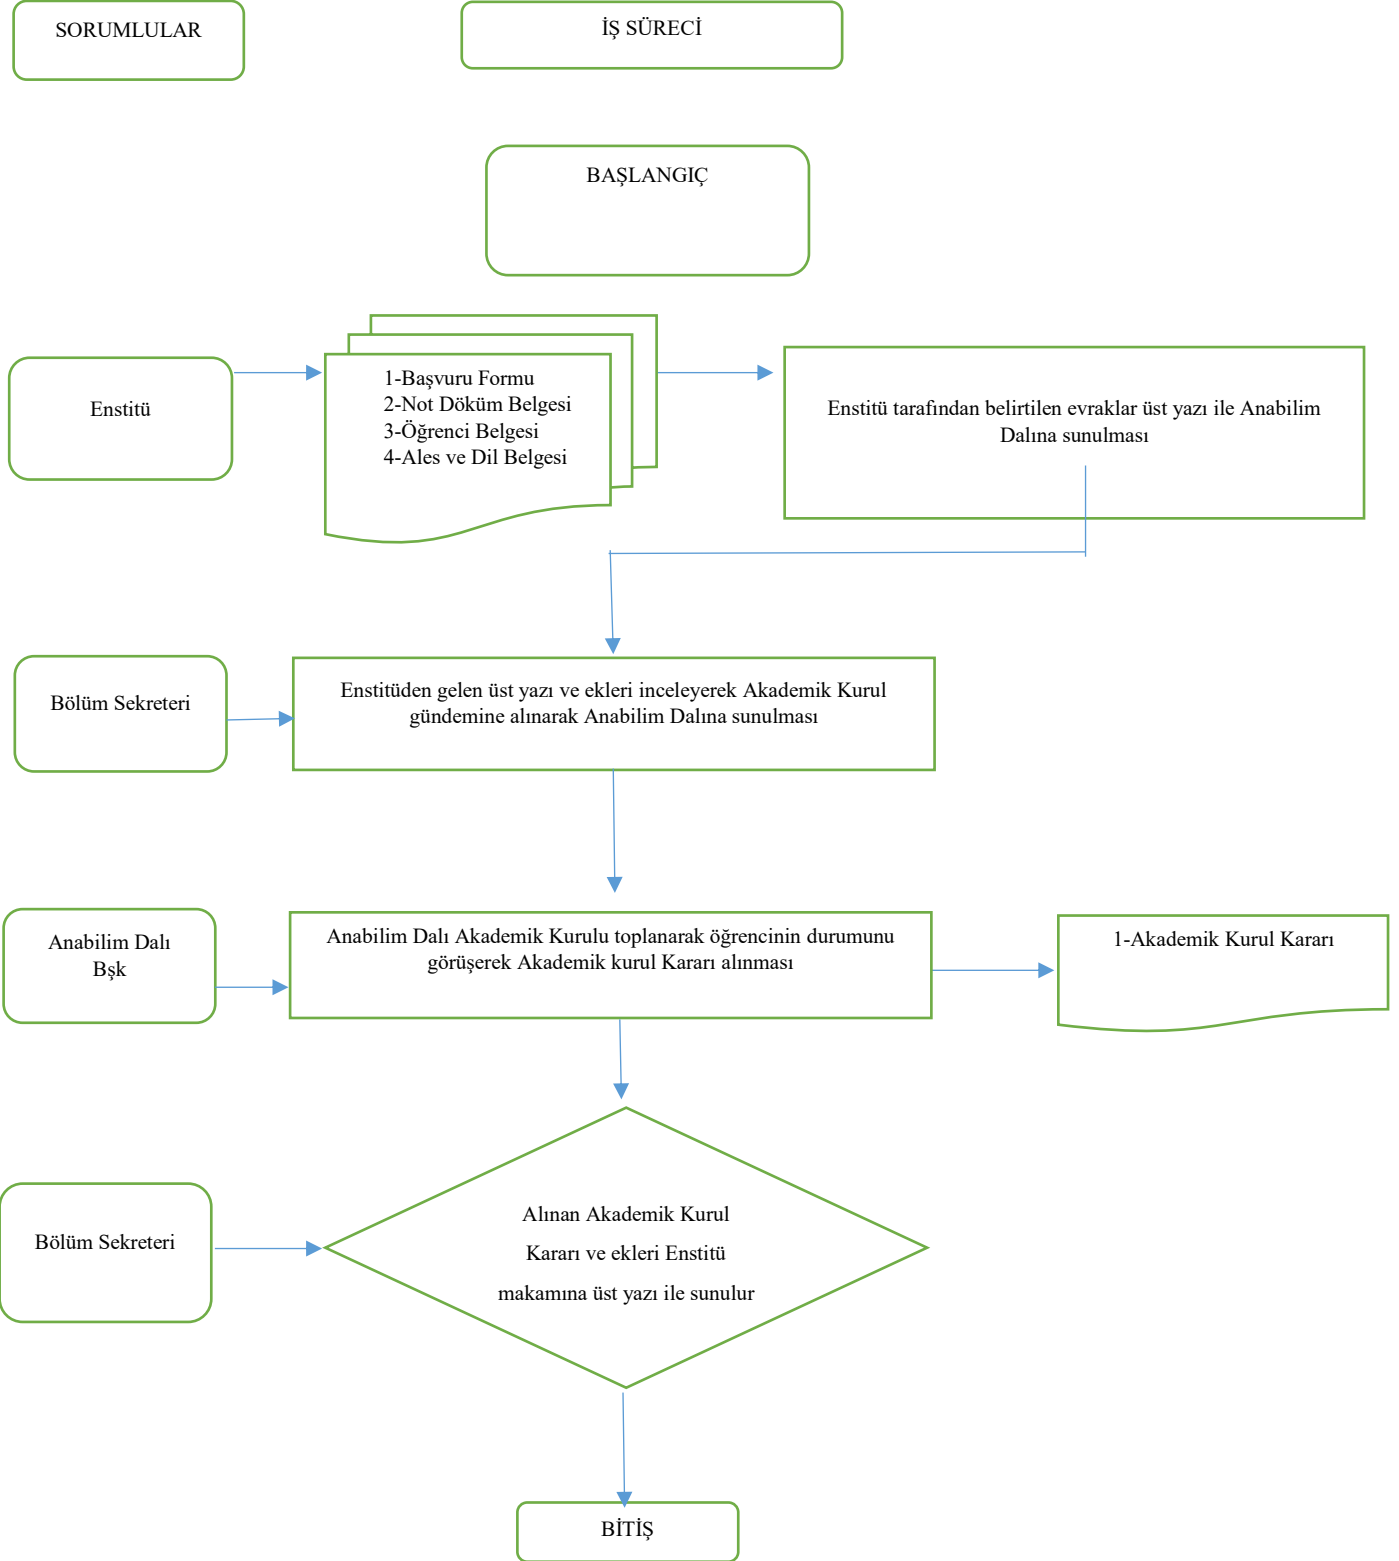 SORUMLULAR
İŞ SÜRECİ
BAŞLANGIÇ
Enstitü
1-Başvuru Formu
2-Not Döküm Belgesi
3-Öğrenci Belgesi
4-Ales ve Dil Belgesi
Enstitü tarafından belirtilen evraklar üst yazı ile Anabilim
Dalına sunulması
Bölüm Sekreteri
Enstitüden gelen üst yazı ve ekleri inceleyerek Akademik Kurul
gündemine alınarak Anabilim Dalına sunulması
Anabilim Dalı
Bşk
Anabilim Dalı Akademik Kurulu toplanarak öğrencinin durumunu
görüşerek Akademik kurul Kararı alınması
1-Akademik Kurul Kararı
Bölüm Sekreteri
Alınan Akademik Kurul
Kararı ve ekleri Enstitü
makamına üst yazı ile sunulur
BİTİŞ